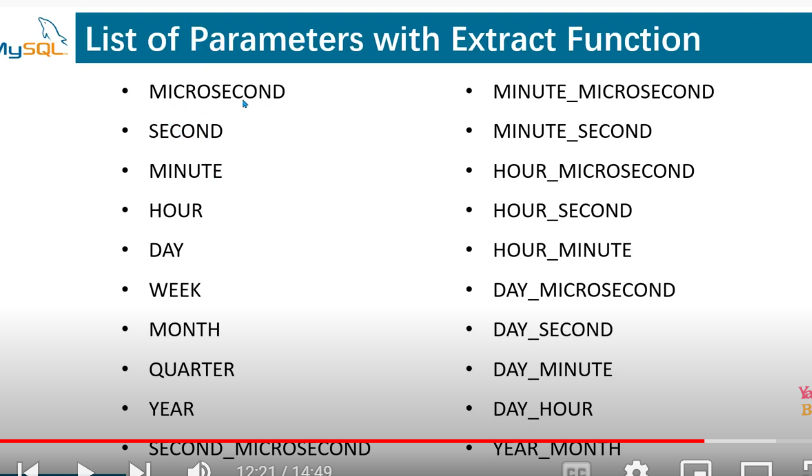 MySQL
List of Parameters with Extract Function
• MICROSECOND
• SECOND
• MINUTE
• HOUR
• DAY
• WEEK
• MONTH
• QUARTER
• YEAR
• SECOND_MICROSECOND
• MINUTE_MICROSECOND
• MINUTE_SECOND
• HOUR_MICROSECOND
• HOUR_SECOND
• HOUR_MINUTE
• DAY_MICROSECOND
• DAY_SECOND
• DAY_MINUTE
• DAY_HOUR
• YEAR_MONTH
12:21 / 14:49
CC